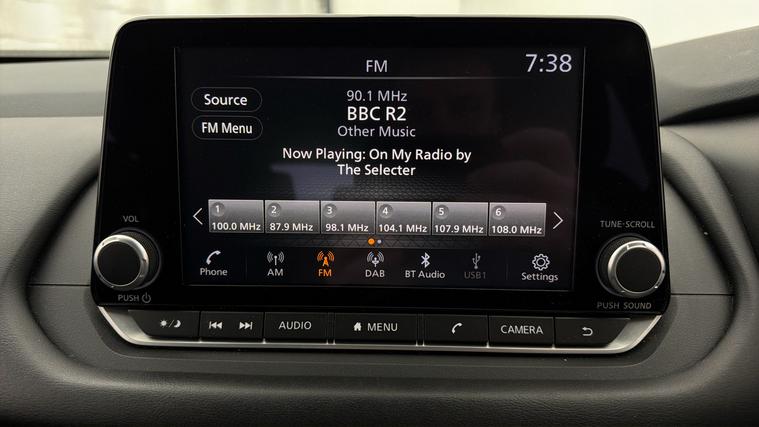 FM
7:38
Source
FM Menu
90.1 MHz
BBC R2
Other Music
Now Playing: On My Radio by
The Selecter
1 2 3 4 5 6
100.0 MHz 87.9 MHz 98.1 MHz 104.1 MHz 107.9 MHz 108.0 MHz
Phone AM FM DAB BT Audio USB1 Settings
VOL
TUNE·SCROLL
PUSH
PUSH SOUND
AUDIO MENU CAMERA